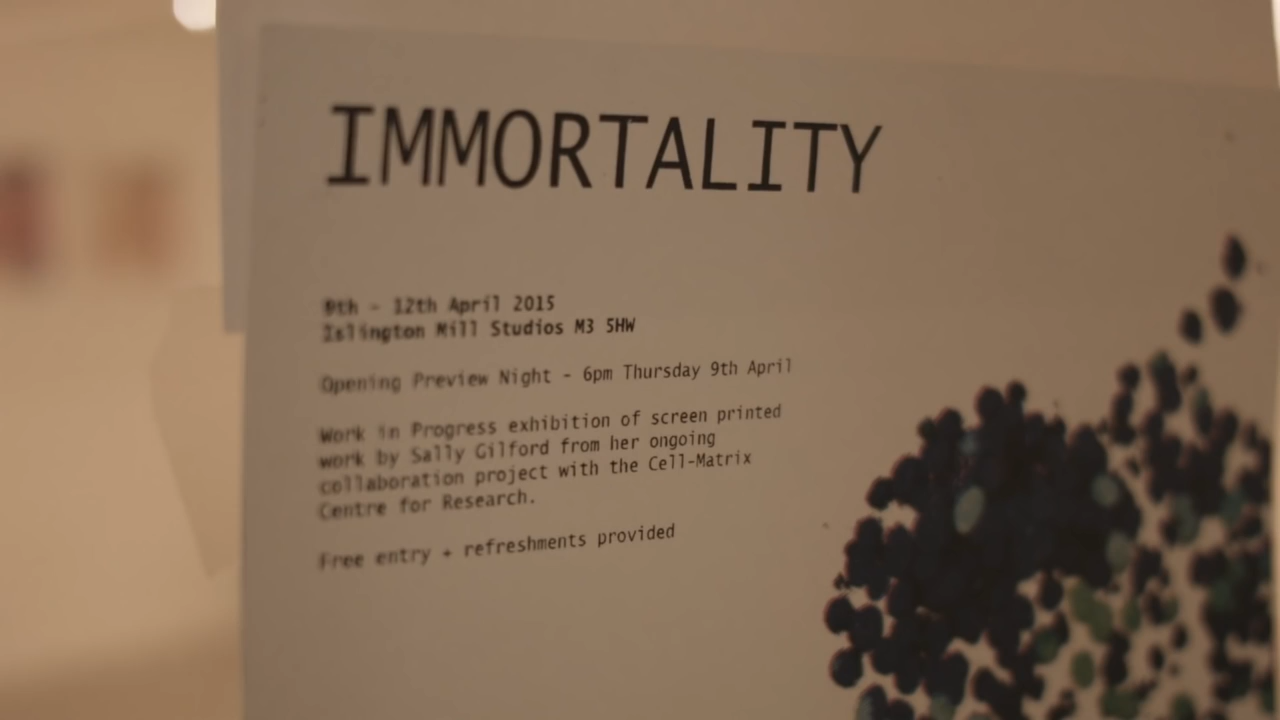 IMMORTALITY
9th - 12th April 2015
Islington Mill Studios M3 5HW
Opening Preview Night - 6pm Thursday 9th April
Work in Progress exhibition of screen printed
work by Sally Gilford from her ongoing
collaboration project with the Cell-Matrix
Centre for Research.
Free entry + refreshments provided